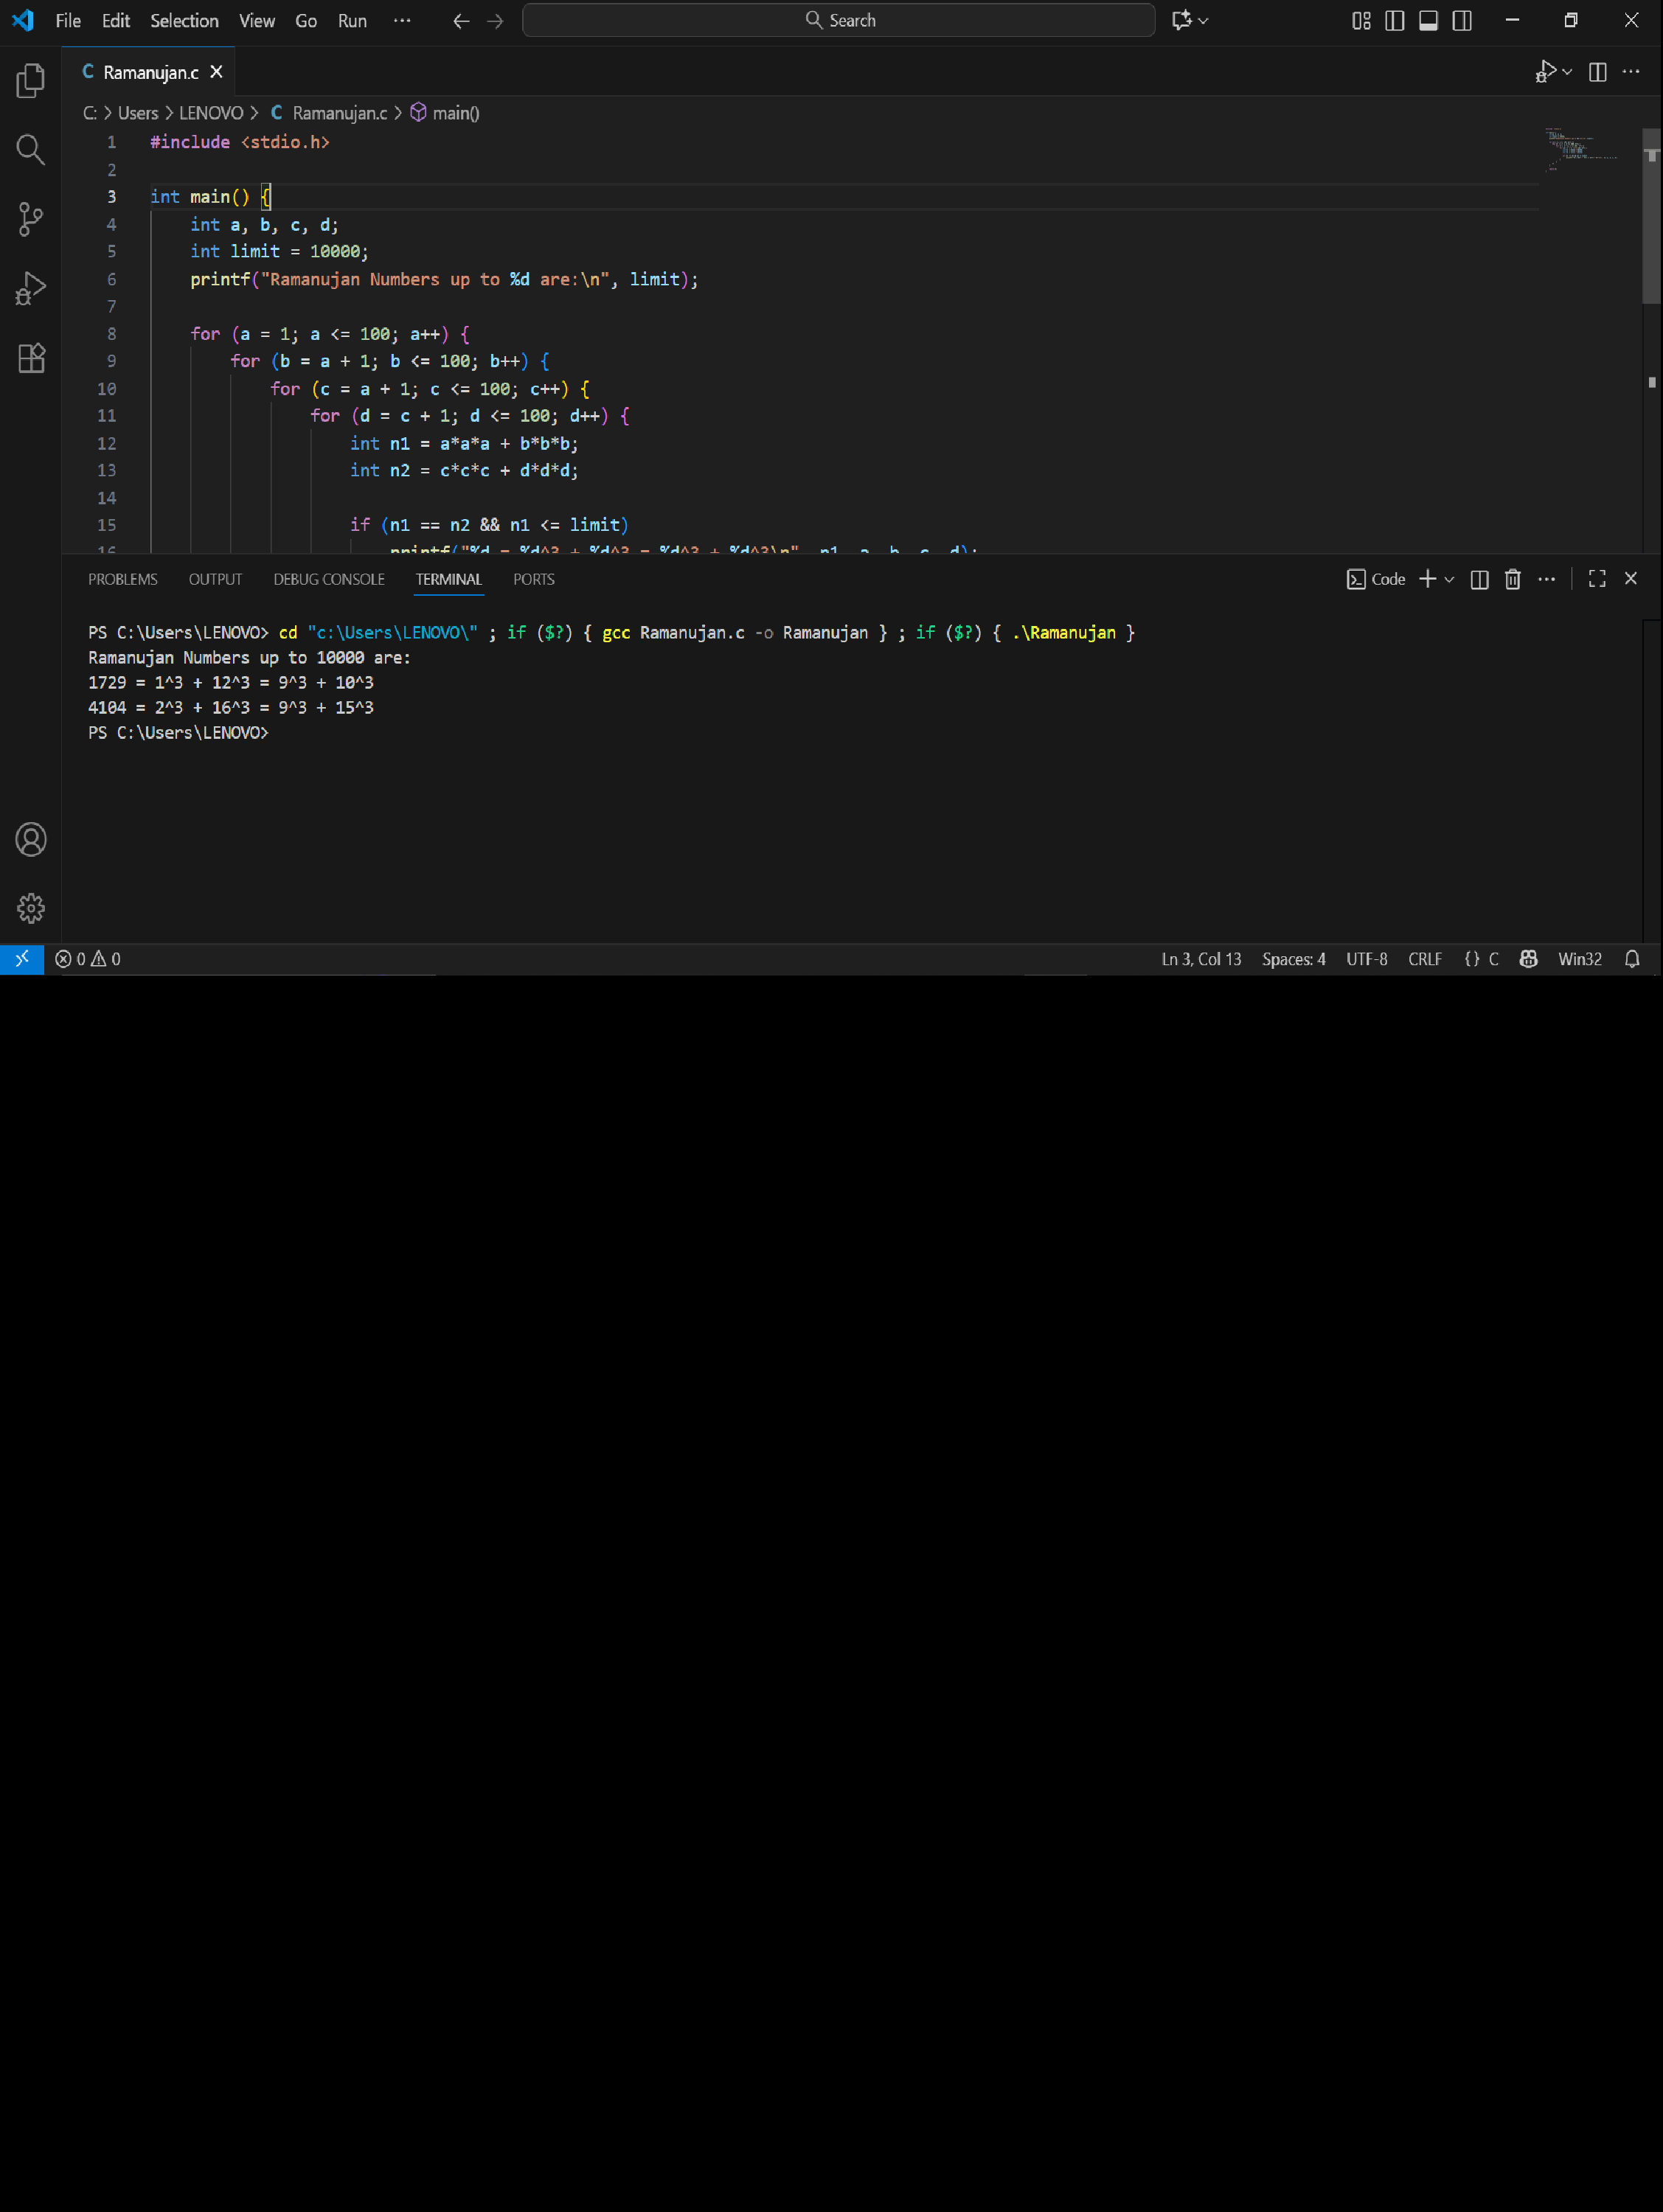 File Edit Selection View Go Run ... Search
C Ramanujan.c
C: > Users > LENOVO > C Ramanujan.c > main()
1 #include <stdio.h>
2
3 int main() {
4 int a, b, c, d;
5 int limit = 10000;
6 printf("Ramanujan Numbers up to %d are:\n", limit);
7
8 for (a = 1; a <= 100; a++) {
9 for (b = a + 1; b <= 100; b++) {
10 for (c = a + 1; c <= 100; c++) {
11 for (d = c + 1; d <= 100; d++) {
12 int n1 = a*a*a + b*b*b;
13 int n2 = c*c*c + d*d*d;
14
15 if (n1 == n2 && n1 <= limit)
16 printf("%d = %d^3 + %d^3 = %d^3 + %d^3\n", n1, a, b, c, d);
PROBLEMS OUTPUT DEBUG CONSOLE TERMINAL PORTS Code
PS C:\Users\LENOVO> cd "c:\Users\LENOVO\" ; if ($?) { gcc Ramanujan.c -o Ramanujan } ; if ($?) { .\Ramanujan }
Ramanujan Numbers up to 10000 are:
1729 = 1^3 + 12^3 = 9^3 + 10^3
4104 = 2^3 + 16^3 = 9^3 + 15^3
PS C:\Users\LENOVO>
0 0 Ln 3, Col 13 Spaces: 4 UTF-8 CRLF {} C Win32